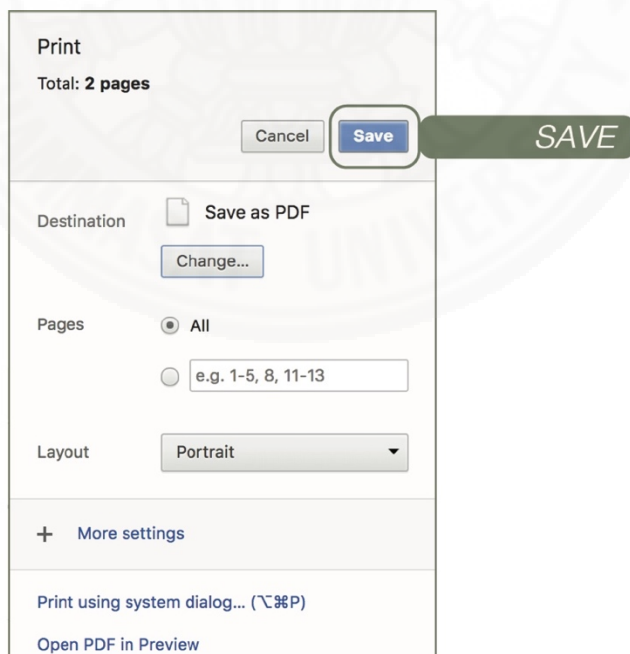 Print
Total: 2 pages
Cancel Save SAVE
Destination Save as PDF
Change...
Pages All
e.g. 1-5, 8, 11-13
Layout Portrait
+ More settings
Print using system dialog... (⌥⌘P)
Open PDF in Preview
UNIVERSITY